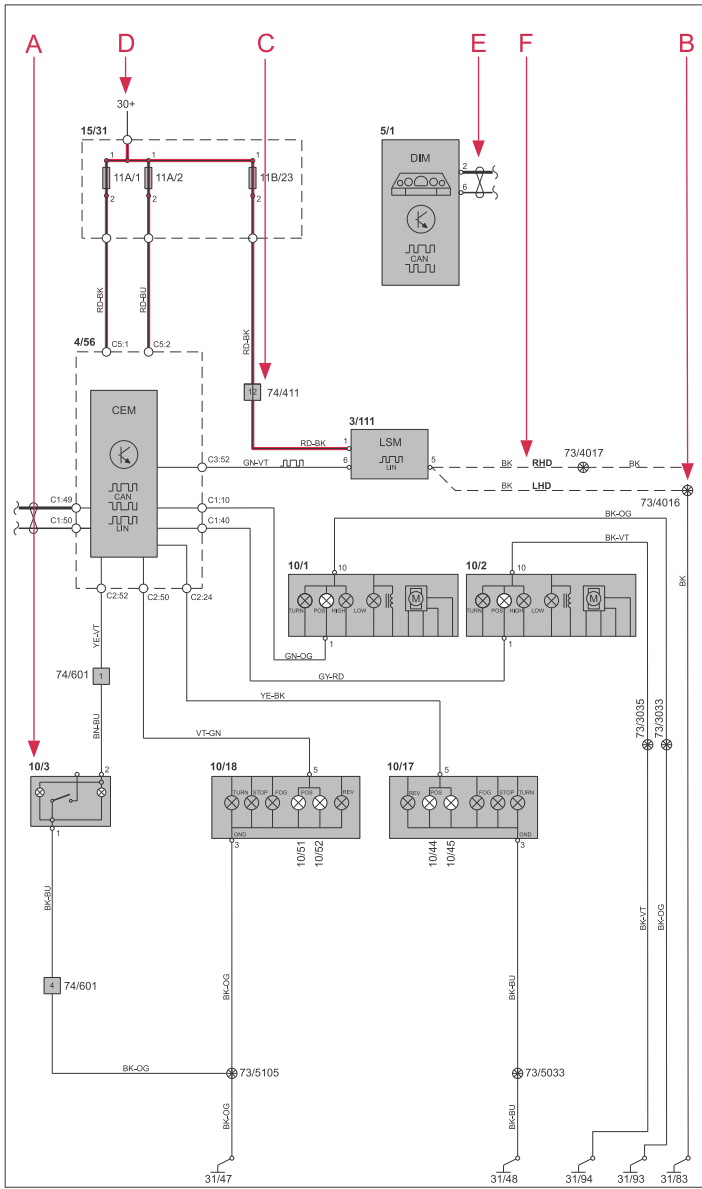 A D C E F B
30+
15/31 5/1
1 1 1 DIM 2
11A/1 11A/2 11B/23
2 2 2 6
CAN
RD-BK RD-BU RD-BK
4/56 C5:1 C5:2
12 74/411
CEM
3/111
RD-BK 1 LSM
C3:52 GN-VT 6 LIN 5
BK RHD 73/4017 BK
BK LHD
73/4016
C1:49 CAN C1:10
C1:50 LIN C1:40
BK-OG
BK-VT
10/1 10 10/2 10
BK
C2:52 C2:50 C2:24
TURN POS HIGH LOW M TURN POS HIGH LOW M
1 1
YE-VT
GN-OG
74/601 1
GY-RD
YE-BK
BN-BU
VT-GN
73/3035 73/3033
10/3 2 10/18 5 10/17 5
TURN STOP FOG POS REV REV POS FOG STOP TURN
1
GND GND
3 10/51 10/52 10/44 10/45 3
BK-BU
BK-VT BK-OG
4 74/601
BK-OG BK-BU
BK-OG 73/5105 73/5033
BK-OG BK-BU
31/47 31/48 31/94 31/93 31/83